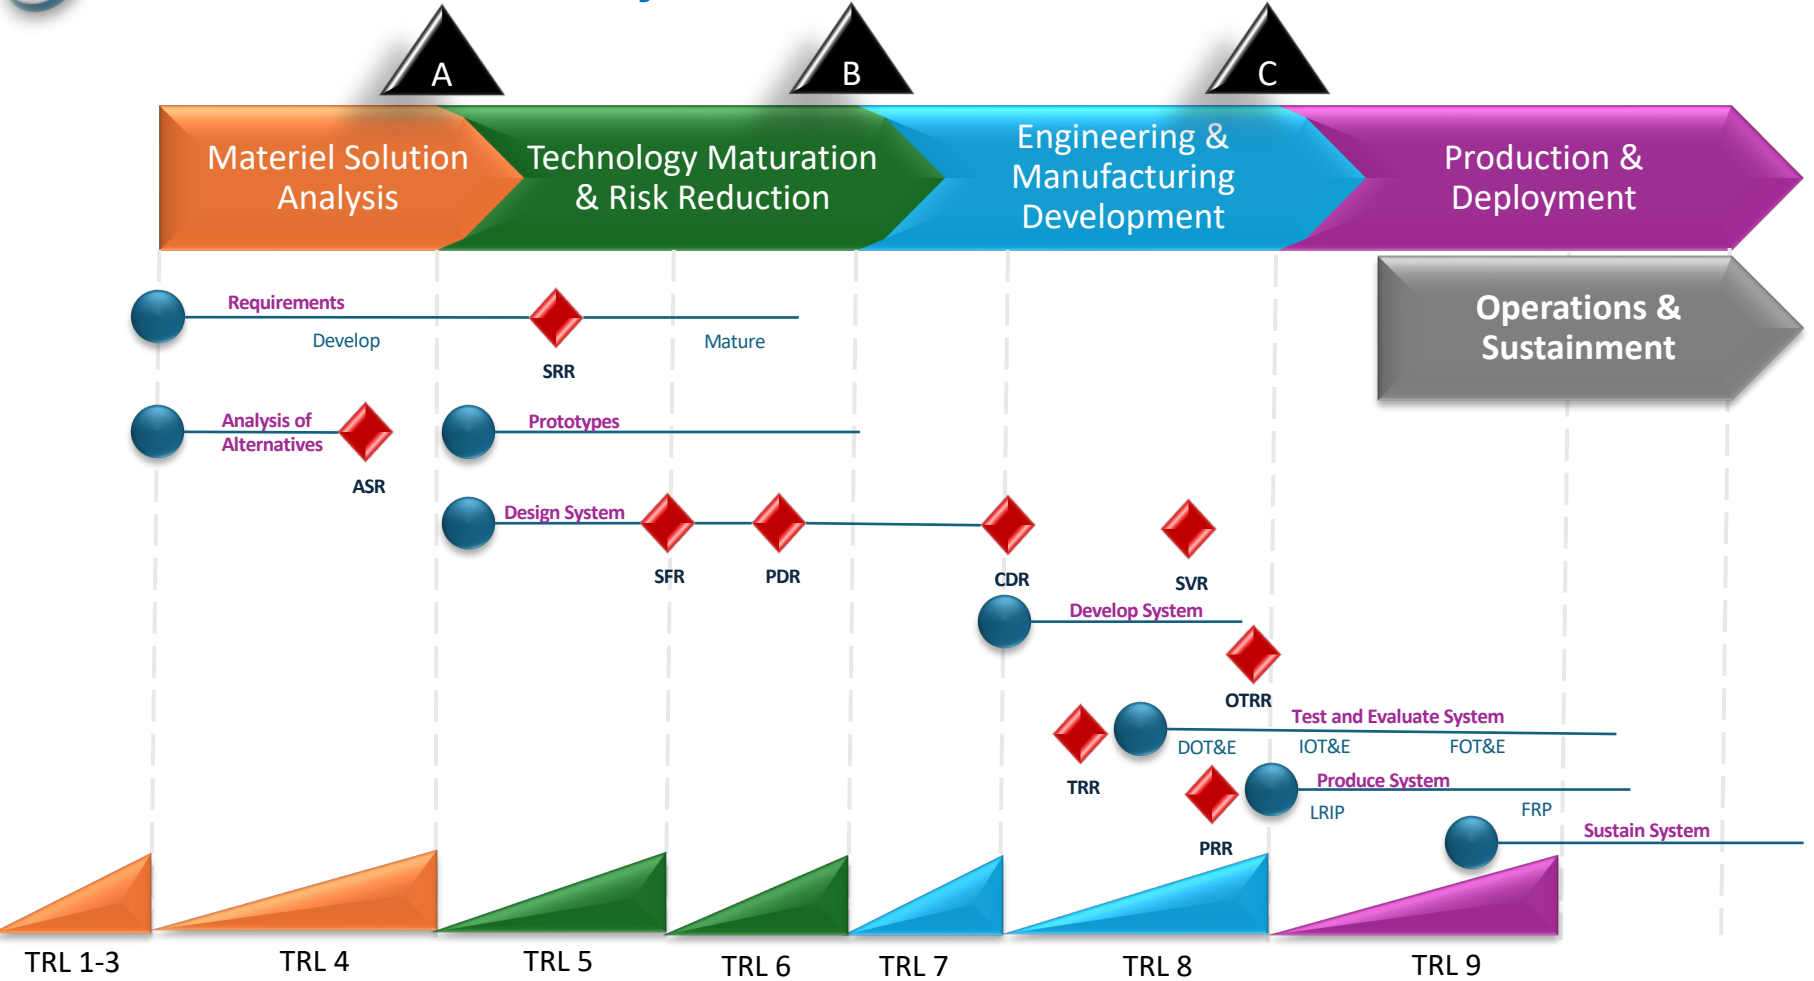 A
B
C
Materiel Solution
Analysis
Technology Maturation
& Risk Reduction
Engineering &
Manufacturing
Development
Production &
Deployment
Operations &
Sustainment
Requirements
Develop
Mature
SRR
Analysis of
Alternatives
ASR
Prototypes
Design System
SFR
PDR
CDR
SVR
Develop System
OTRR
Test and Evaluate System
DOT&E
IOT&E
FOT&E
TRR
Produce System
LRIP
FRP
PRR
Sustain System
TRL 1-3
TRL 4
TRL 5
TRL 6
TRL 7
TRL 8
TRL 9